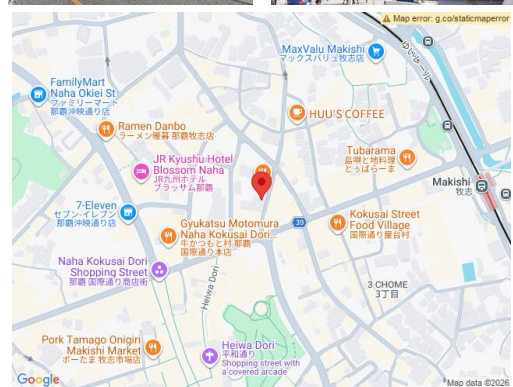 Map error: g.co/staticmaperror
MaxValu Makishi
マックスバリュ牧志店
ゆいレール
FamilyMart
Naha Okiei St
ファミリーマート
那覇沖映通り店
HUU'S COFFEE
Ramen Danbo
ラーメン暖暮 那覇牧志店
Tubarama
島唄と地料理
とぅばらーま
JR Kyushu Hotel
Blossom Naha
JR九州ホテル
ブラッサム那覇
Makishi
牧志
7-Eleven
セブン-イレブン
那覇沖映通り店
Kokusai Street
Food Village
国際通り屋台村
39
Gyukatsu Motomura
Naha Kokusai Dori...
牛かつもと村 那覇
国際通り本店
Naha Kokusai Dori
Shopping Street
那覇 国際通り商店街
Heiwa Dori
3 CHOME
3丁目
Pork Tamago Onigiri
Makishi Market
ポーたま 牧志市場店
Heiwa Dori
平和通り
Shopping street with
a covered arcade
Google
Map data ©2026